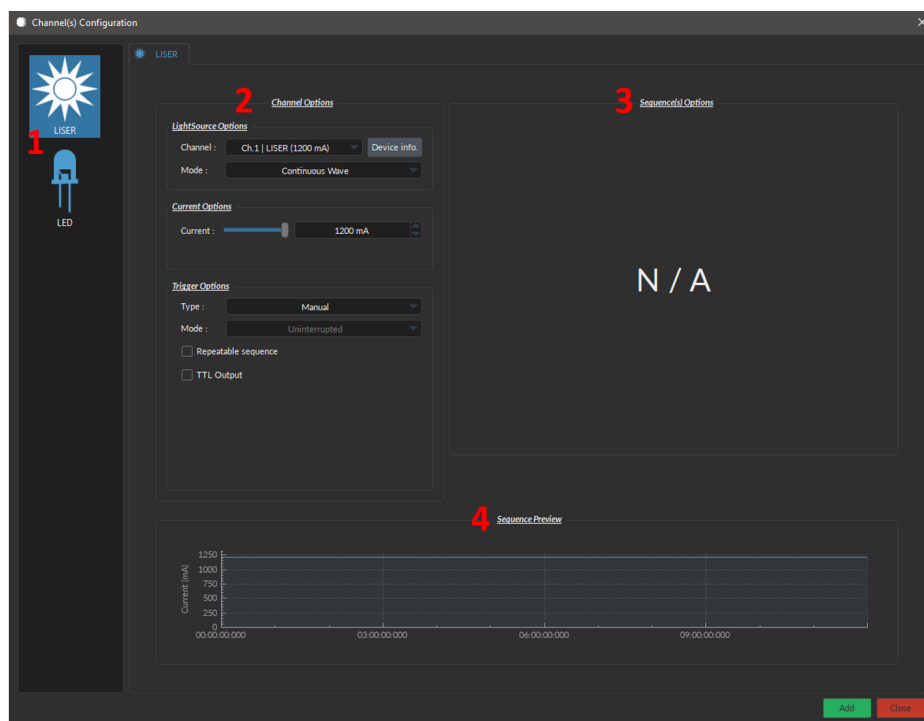 Channel(s) Configuration
LISER
LISER
1
LED
2 Channel Options
LightSource Options
Channel : Ch.1 | LISER (1200 mA) Device info.
Mode : Continuous Wave
Current Options
Current : 1200 mA
Trigger Options
Type : Manual
Mode : Uninterrupted
Repeatable sequence
TTL Output
3 Sequence(s) Options
N / A
4 Sequence Preview
Current (mA)
1250
1000
750
500
250
0
00:00:00:000 03:00:00:000 06:00:00:000 09:00:00:000
Add Close